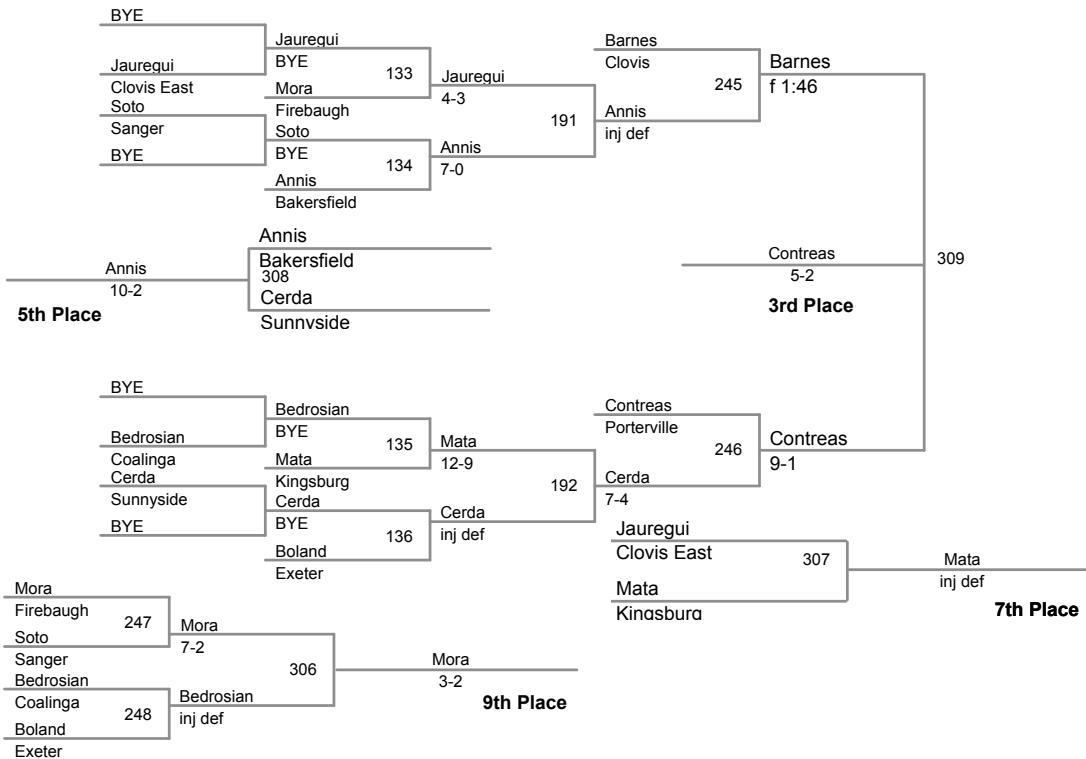 BYE
Jauregui
Clovis East
Soto
Sanger
BYE
Jauregui
BYE
133
Mora
Firebaugh
Soto
BYE
134
Annis
Bakersfield
Jauregui
4-3
191
Annis
7-0
Barnes
Clovis
245
Annis
inj def
Barnes
f 1:46
Annis
Bakersfield
308
Cerda
Sunnyside
Annis
10-2
5th Place
Contreas
5-2
3rd Place
309
BYE
Bedrosian
Coalinga
Cerda
Sunnyside
BYE
Bedrosian
BYE
135
Mata
Kingsburg
Cerda
BYE
136
Boland
Exeter
Mata
12-9
192
Cerda
inj def
Contreas
Porterville
246
Cerda
7-4
Contreas
9-1
Jauregui
Clovis East
307
Mata
Kingsburg
Mata
inj def
7th Place
Mora
Firebaugh
247
Soto
Sanger
Bedrosian
Coalinga
248
Boland
Exeter
Mora
7-2
306
Bedrosian
inj def
Mora
3-2
9th Place